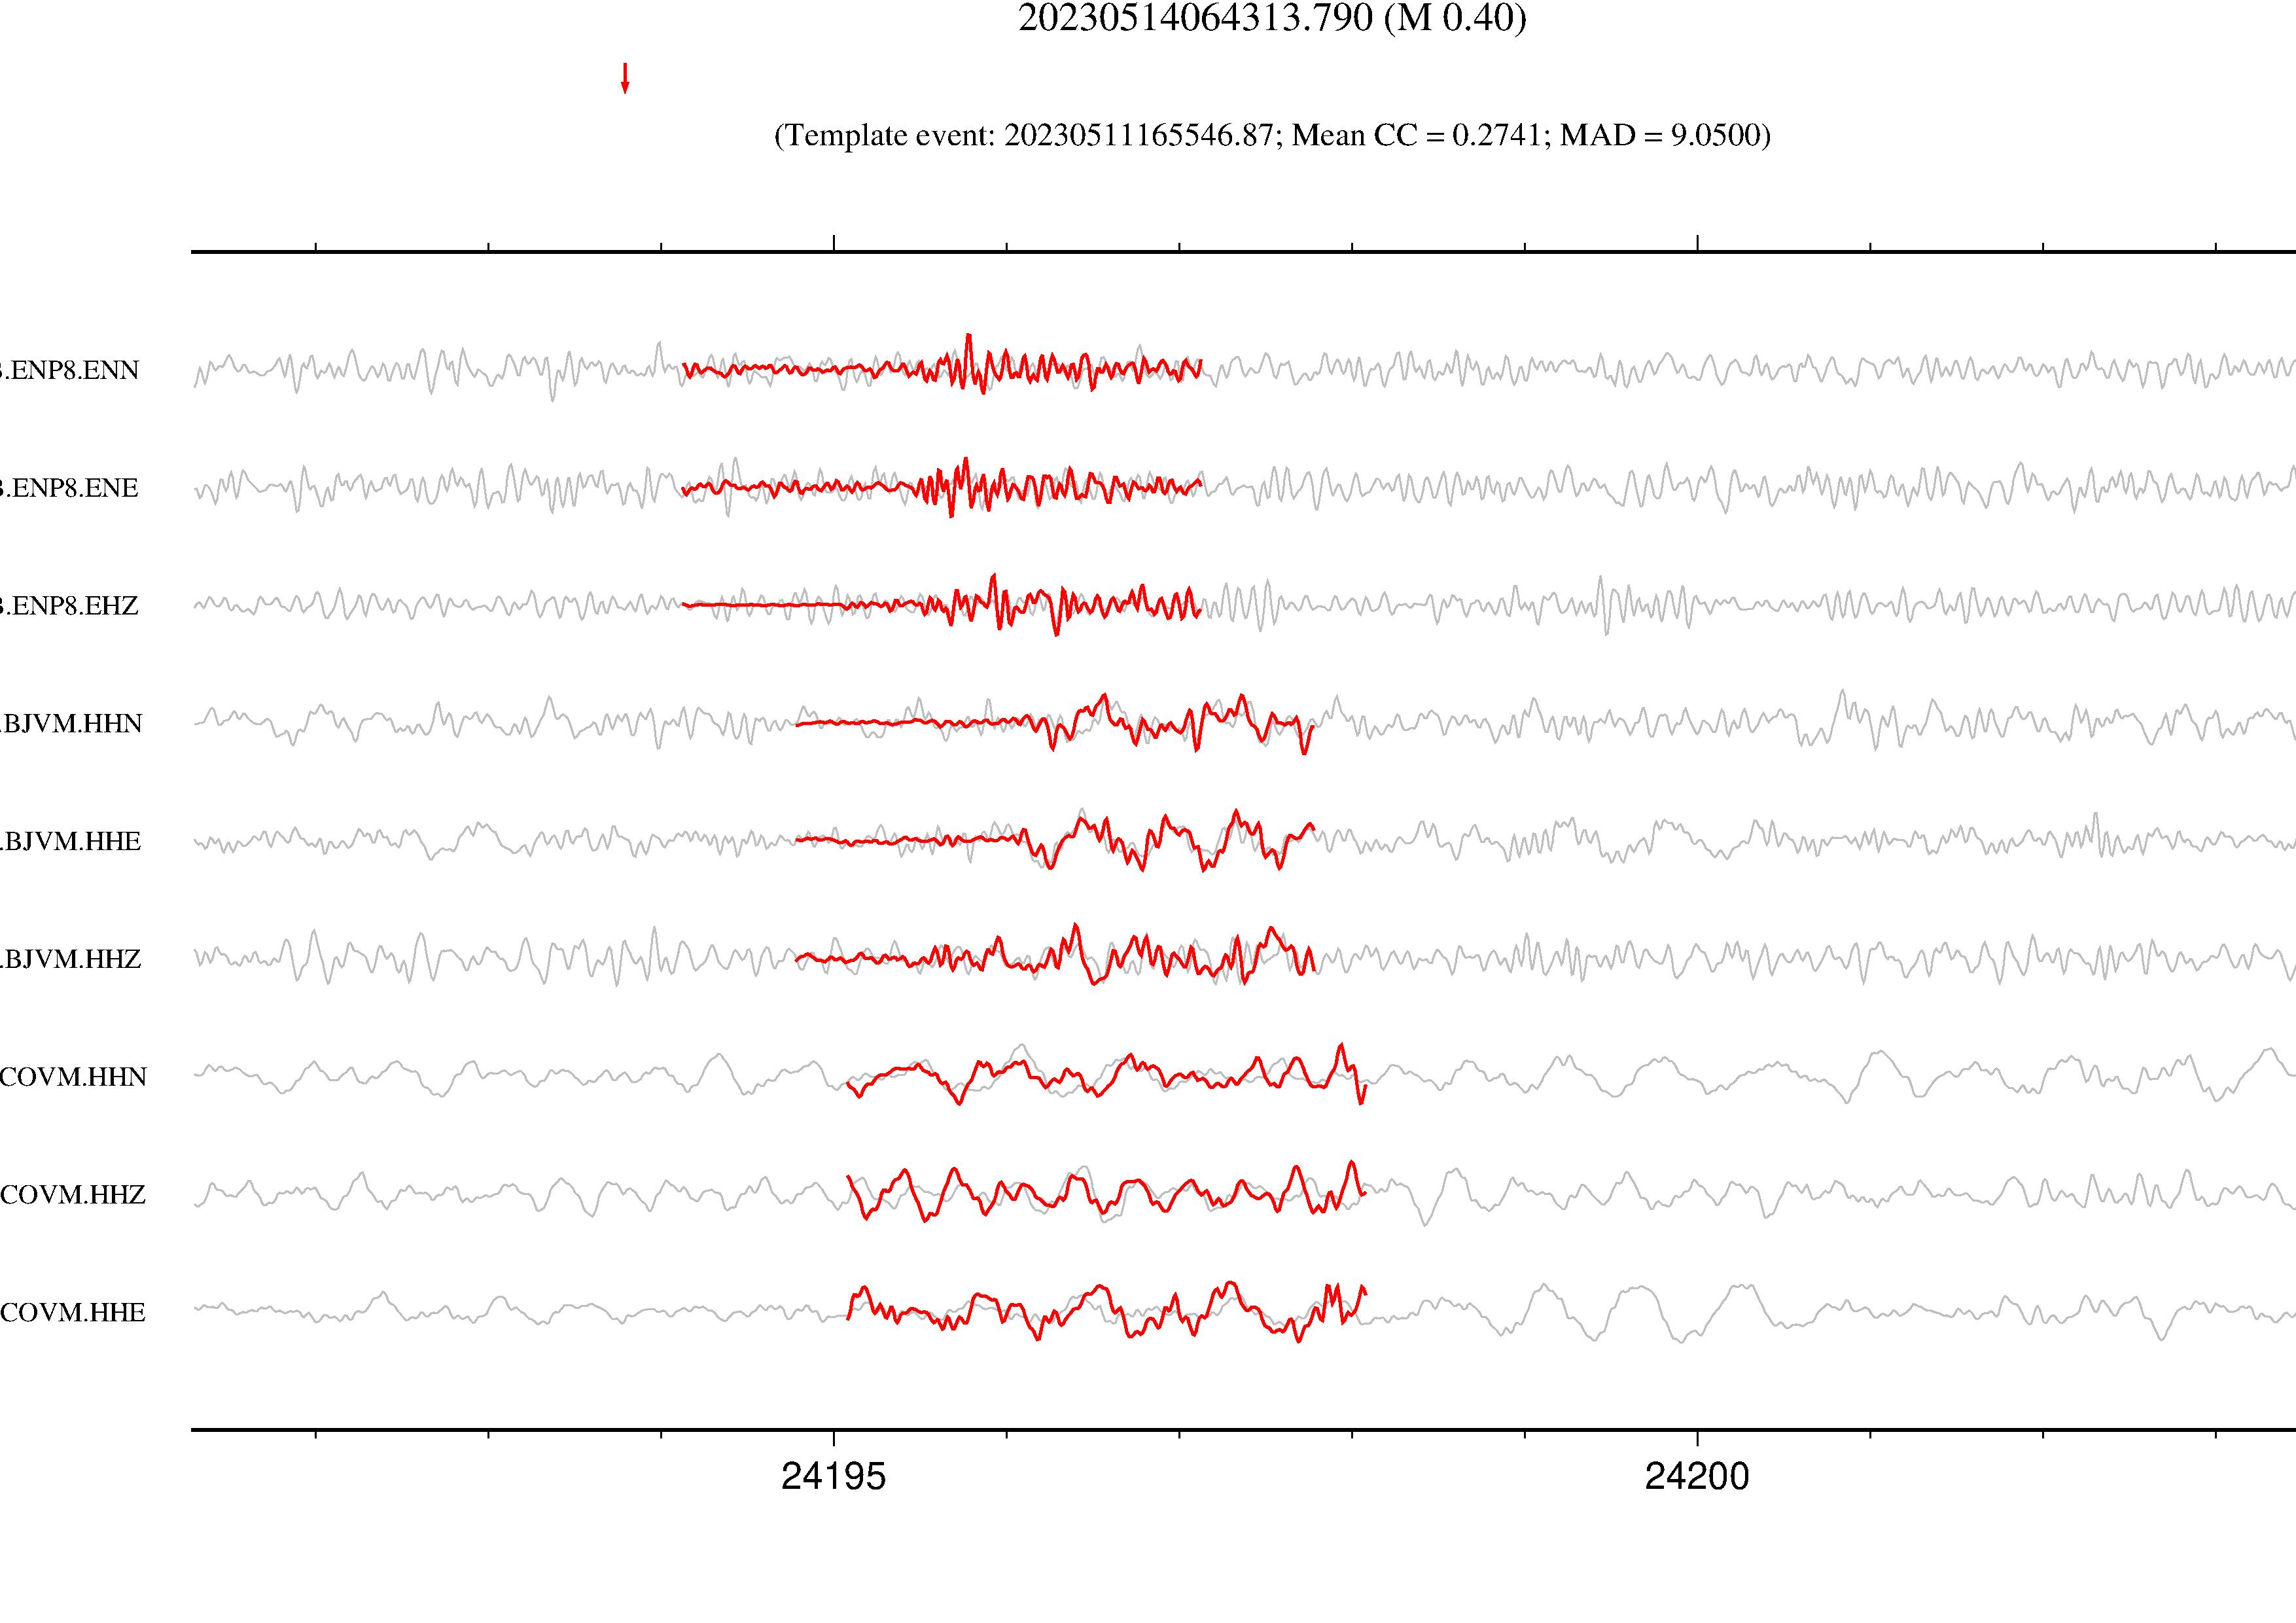 20230514064313.790 (M 0.40)
(Template event: 20230511165546.87; Mean CC = 0.2741; MAD = 9.0500)
.ENP8.ENN
.ENP8.ENE
.ENP8.EHZ
.BJVM.HHN
.BJVM.HHE
.BJVM.HHZ
COVM.HHN
COVM.HHZ
COVM.HHE
24195 24200